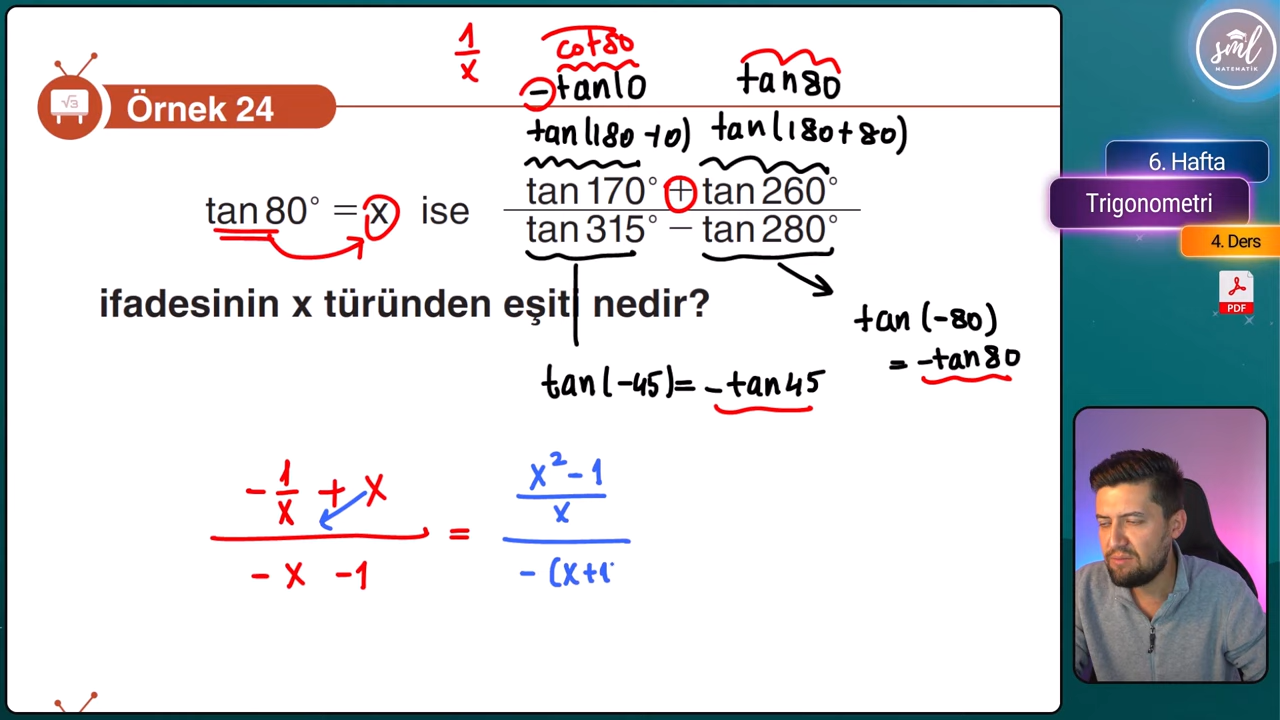 1/x
cot80
-tan10 tan80
tan(180-10) tan(180+80)
√3 Örnek 24
tan 80° = x ise
tan 170° + tan 260°
tan 315° − tan 280°
ifadesinin x türünden eşiti nedir?
tan(-80)
= -tan80
tan(-45)= -tan45
-1/x + x
-x -1
=
x²-1
x
-(x+1
sml
MATEMATİK
6. Hafta
Trigonometri
4. Ders
PDF